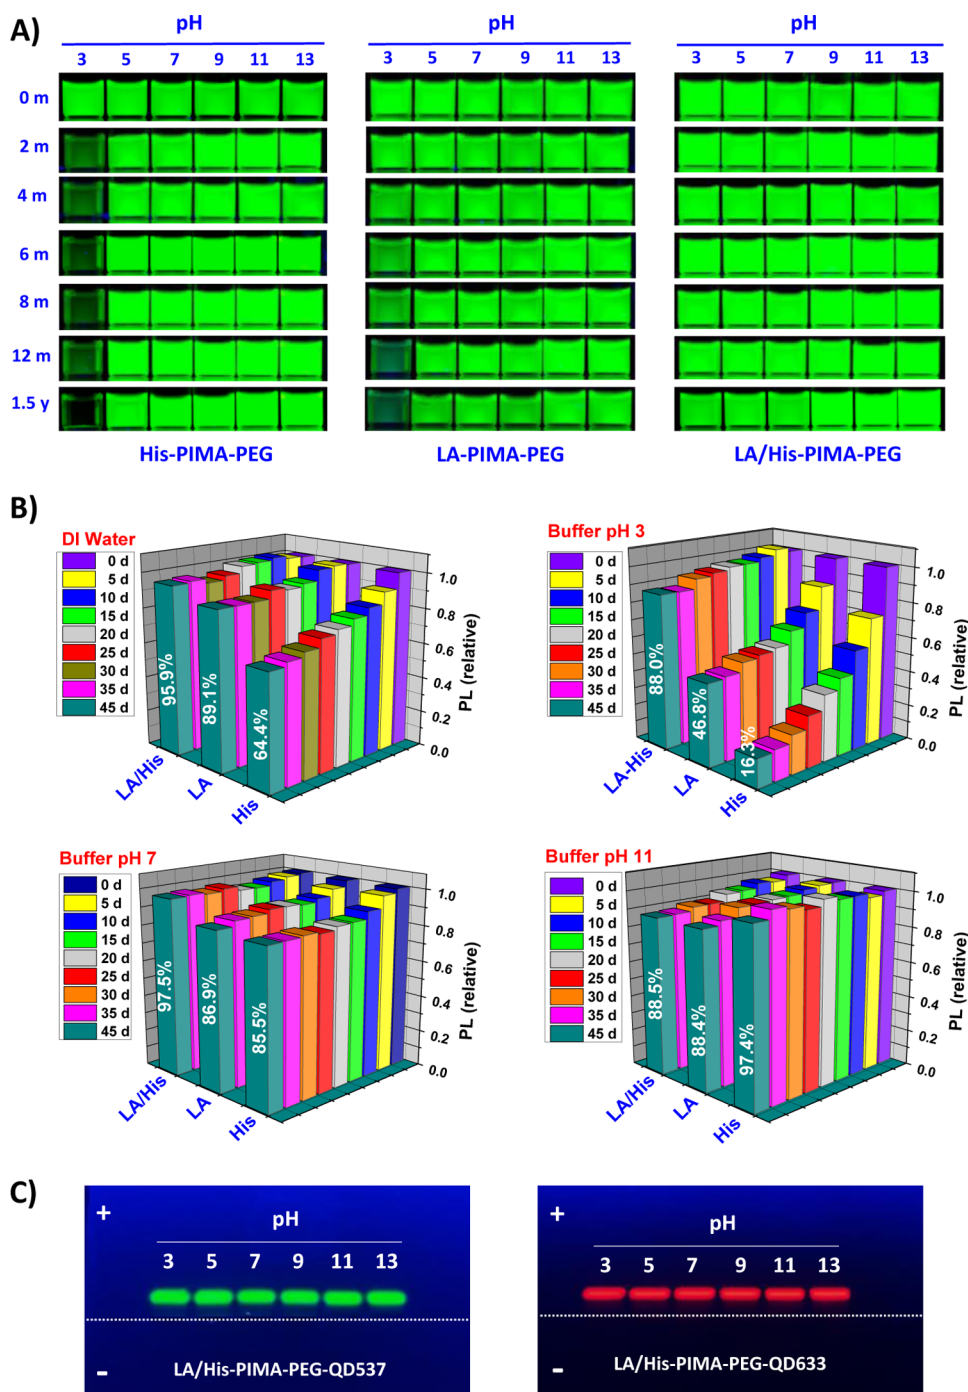 A)
pH pH pH
3 5 7 9 11 13 3 5 7 9 11 13 3 5 7 9 11 13
0 m
2 m
4 m
6 m
8 m
12 m
1.5 y
His-PIMA-PEG LA-PIMA-PEG LA/His-PIMA-PEG
B)
DI Water
0 d
5 d
10 d
15 d
20 d
25 d
30 d
35 d
45 d
95.9%
89.1%
64.4%
LA/His
LA
His
1.0
0.8
0.6
0.4
0.2
0.0
PL (relative)
Buffer pH 3
0 d
5 d
10 d
15 d
20 d
25 d
30 d
35 d
45 d
88.0%
46.8%
16.3%
LA-His
LA
His
1.0
0.8
0.6
0.4
0.2
0.0
PL (relative)
Buffer pH 7
0 d
5 d
10 d
15 d
20 d
25 d
30 d
35 d
45 d
97.5%
86.9%
85.5%
LA/His
LA
His
1.0
0.8
0.6
0.4
0.2
0.0
PL (relative)
Buffer pH 11
0 d
5 d
10 d
15 d
20 d
25 d
30 d
35 d
45 d
88.5%
88.4%
97.4%
LA/His
LA
His
1.0
0.8
0.6
0.4
0.2
0.0
PL (relative)
C)
+
pH
3 5 7 9 11 13
-
LA/His-PIMA-PEG-QD537
+
pH
3 5 7 9 11 13
-
LA/His-PIMA-PEG-QD633